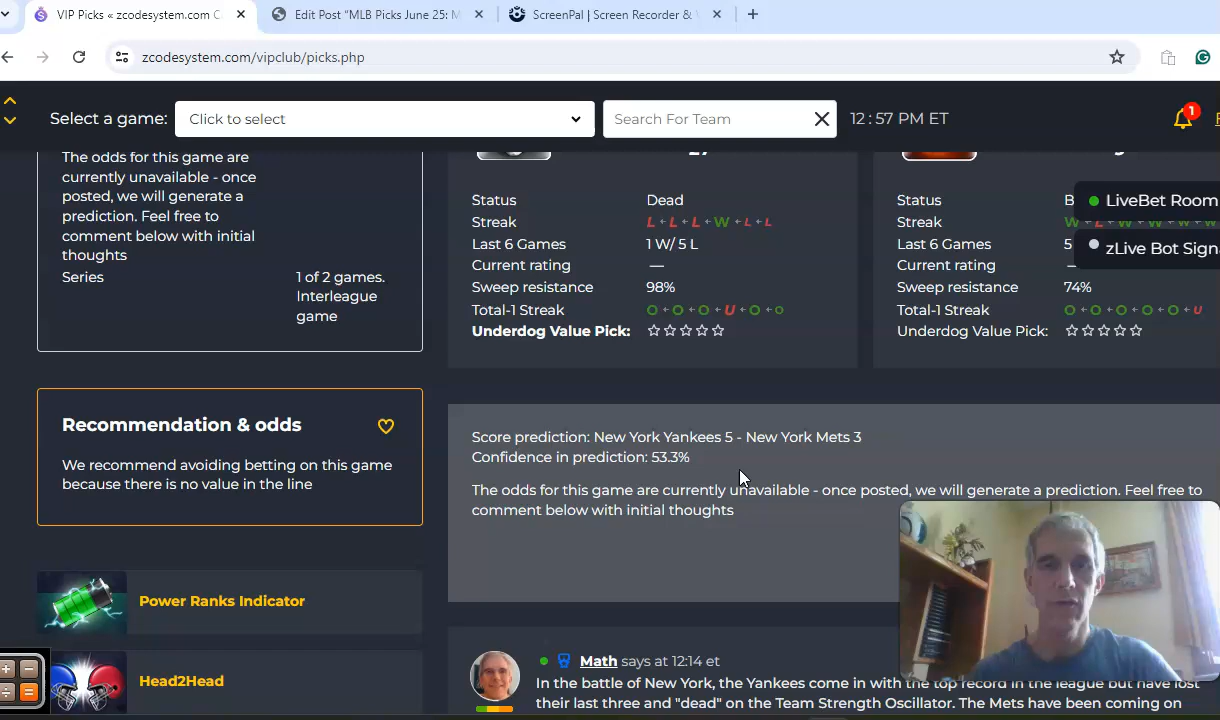 VIP Picks « zcodesystem.com C
Edit Post “MLB Picks June 25: M
ScreenPal | Screen Recorder &
zcodesystem.com/vipclub/picks.php
Select a game:
Click to select
Search For Team
12 : 57 PM ET
1
The odds for this game are
currently unavailable - once
posted, we will generate a
prediction. Feel free to
comment below with initial
thoughts
Series
1 of 2 games.
Interleague
game
Status Dead
Streak L L L W L L
Last 6 Games 1 W/ 5 L
Current rating —
Sweep resistance 98%
Total-1 Streak O O O U O O
Underdog Value Pick:
Status B
Streak W L W W W W
Last 6 Games 5
Current rating —
Sweep resistance 74%
Total-1 Streak O O O O O U
Underdog Value Pick:
LiveBet Room
zLive Bot Sign
Recommendation & odds
We recommend avoiding betting on this game
because there is no value in the line
Score prediction: New York Yankees 5 - New York Mets 3
Confidence in prediction: 53.3%
The odds for this game are currently unavailable - once posted, we will generate a prediction. Feel free to
comment below with initial thoughts
Power Ranks Indicator
Head2Head
Math says at 12:14 et
In the battle of New York, the Yankees come in with the top record in the league but have lost
their last three and "dead" on the Team Strength Oscillator. The Mets have been coming on